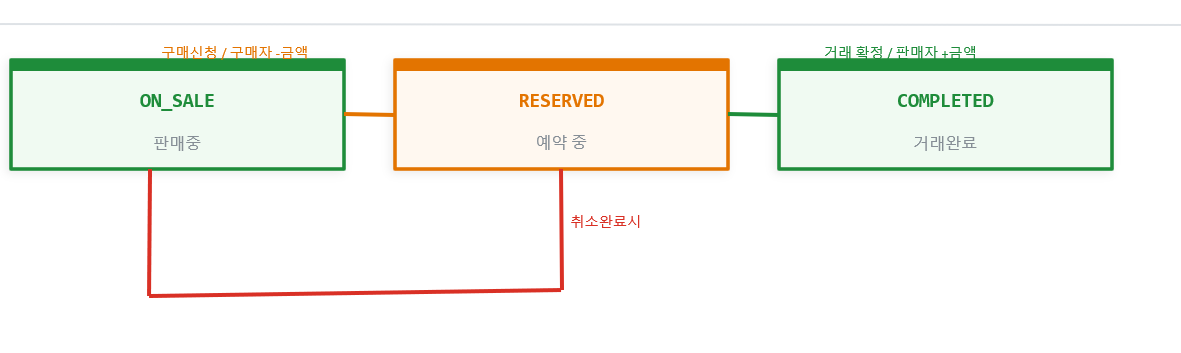 구매신청 / 구매자 -금액
거래 확정 / 판매자 +금액
ON_SALE
RESERVED
COMPLETED
판매중
예약 중
거래완료
취소완료시